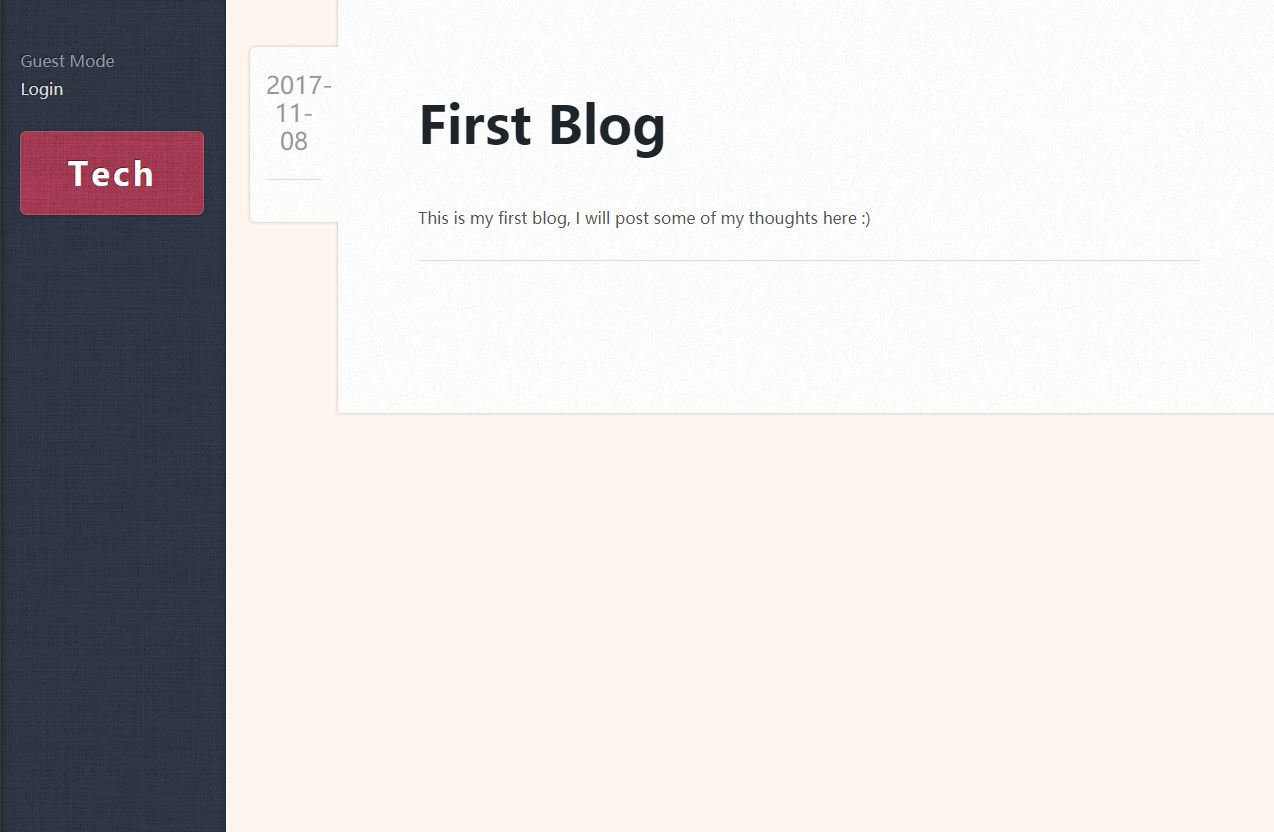 Guest Mode
Login
Tech
2017-
11-
08
First Blog
This is my first blog, I will post some of my thoughts here :)